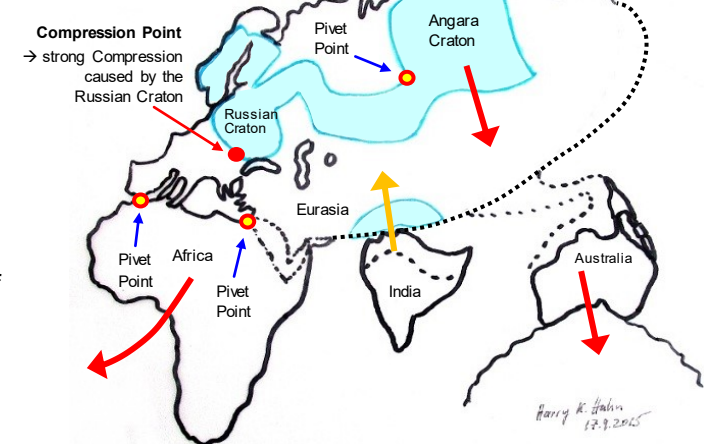 Compression Point
→ strong Compression
caused by the
Russian Craton
Pivet
Point
Angara
Craton
Russian
Craton
Eurasia
Africa
Pivet
Point
Pivet
Point
India
Australia
Harry K. Hahn
17.9.2015